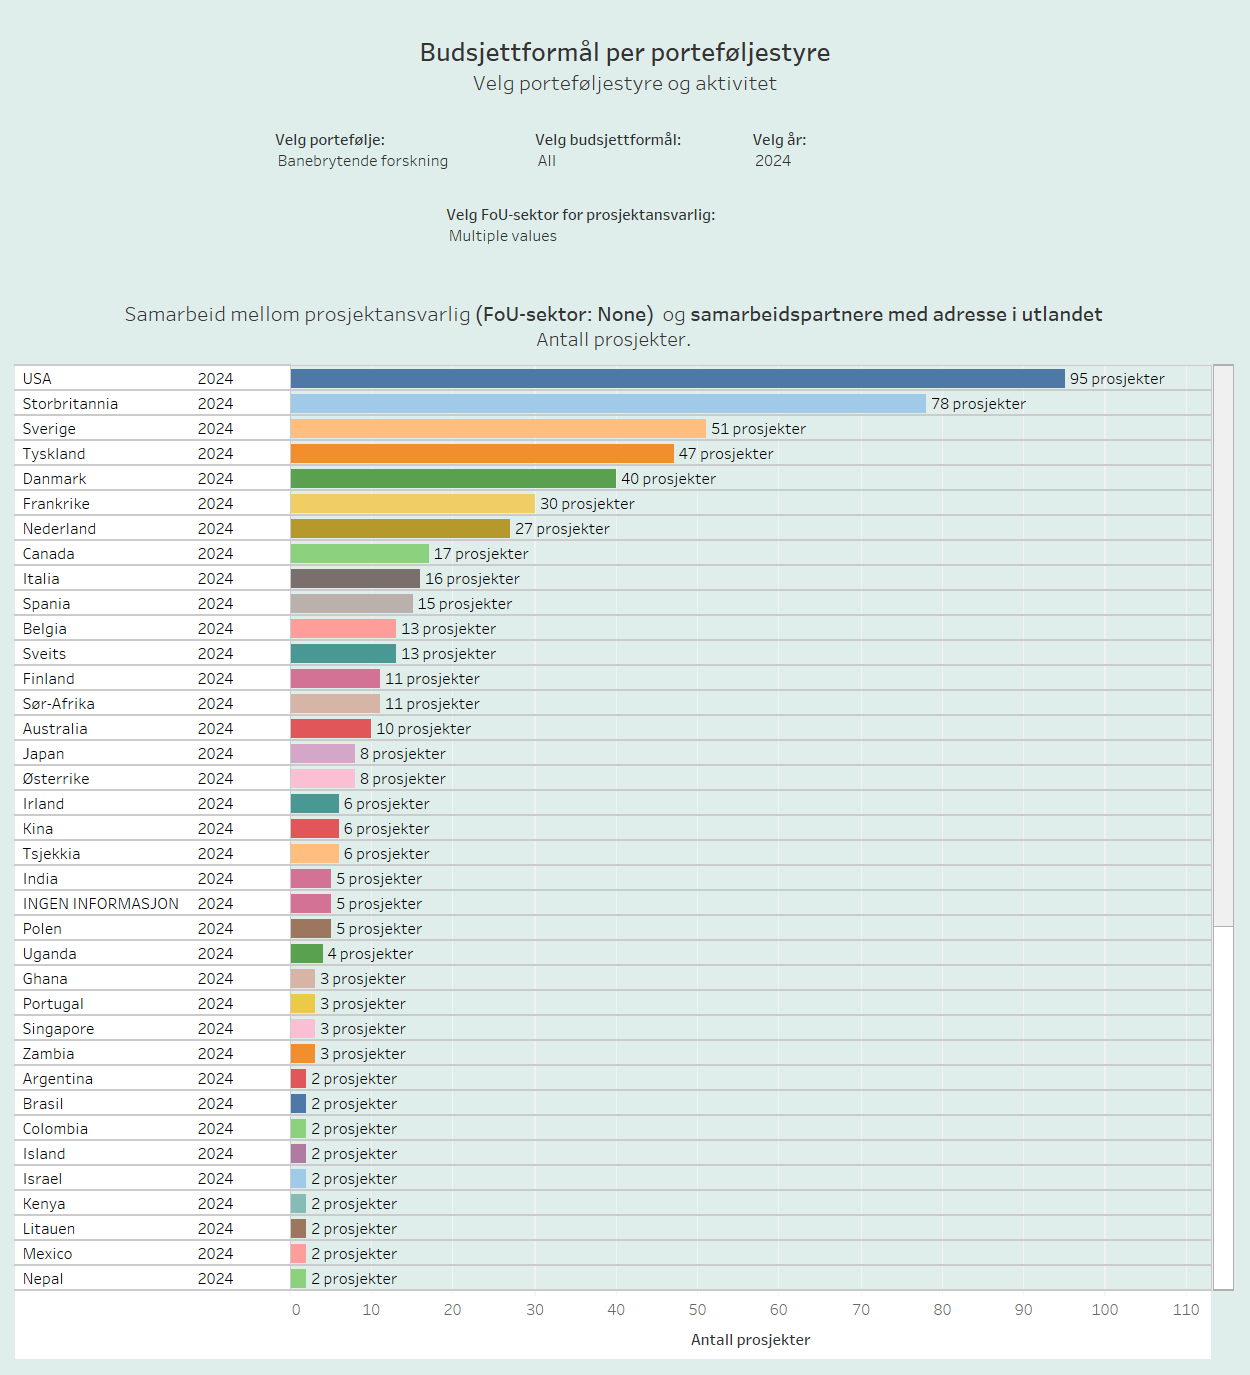 Budsjettformål per porteføljestyre
Velg porteføljestyre og aktivitet
Velg portefølje: Velg budsjettformål: Velg år:
Banebrytende forskning All 2024
Velg FoU-sektor for prosjektansvarlig:
Multiple values
Samarbeid mellom prosjektansvarlig (FoU-sektor: None) og samarbeidspartnere med adresse i utlandet
Antall prosjekter.
USA 2024 95 prosjekter
Storbritannia 2024 78 prosjekter
Sverige 2024 51 prosjekter
Tyskland 2024 47 prosjekter
Danmark 2024 40 prosjekter
Frankrike 2024 30 prosjekter
Nederland 2024 27 prosjekter
Canada 2024 17 prosjekter
Italia 2024 16 prosjekter
Spania 2024 15 prosjekter
Belgia 2024 13 prosjekter
Sveits 2024 13 prosjekter
Finland 2024 11 prosjekter
Sør-Afrika 2024 11 prosjekter
Australia 2024 10 prosjekter
Japan 2024 8 prosjekter
Østerrike 2024 8 prosjekter
Irland 2024 6 prosjekter
Kina 2024 6 prosjekter
Tsjekkia 2024 6 prosjekter
India 2024 5 prosjekter
INGEN INFORMASJON 2024 5 prosjekter
Polen 2024 5 prosjekter
Uganda 2024 4 prosjekter
Ghana 2024 3 prosjekter
Portugal 2024 3 prosjekter
Singapore 2024 3 prosjekter
Zambia 2024 3 prosjekter
Argentina 2024 2 prosjekter
Brasil 2024 2 prosjekter
Colombia 2024 2 prosjekter
Island 2024 2 prosjekter
Israel 2024 2 prosjekter
Kenya 2024 2 prosjekter
Litauen 2024 2 prosjekter
Mexico 2024 2 prosjekter
Nepal 2024 2 prosjekter
0 10 20 30 40 50 60 70 80 90 100 110
Antall prosjekter